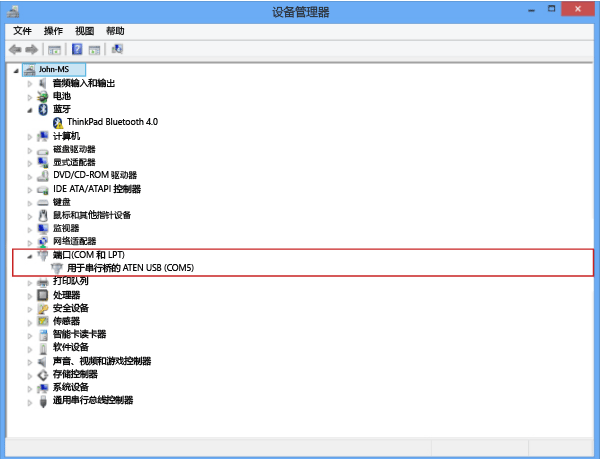 设备管理器
文件 操作 视图 帮助
John-MS
音频输入和输出
电池
蓝牙
ThinkPad Bluetooth 4.0
计算机
磁盘驱动器
显式适配器
DVD/CD-ROM 驱动器
IDE ATA/ATAPI 控制器
键盘
鼠标和其他指针设备
监视器
网络适配器
端口(COM 和 LPT)
用于串行桥的 ATEN USB (COM5)
打印队列
处理器
安全设备
传感器
智能卡读卡器
软件设备
声音、视频和游戏控制器
存储控制器
系统设备
通用串行总线控制器